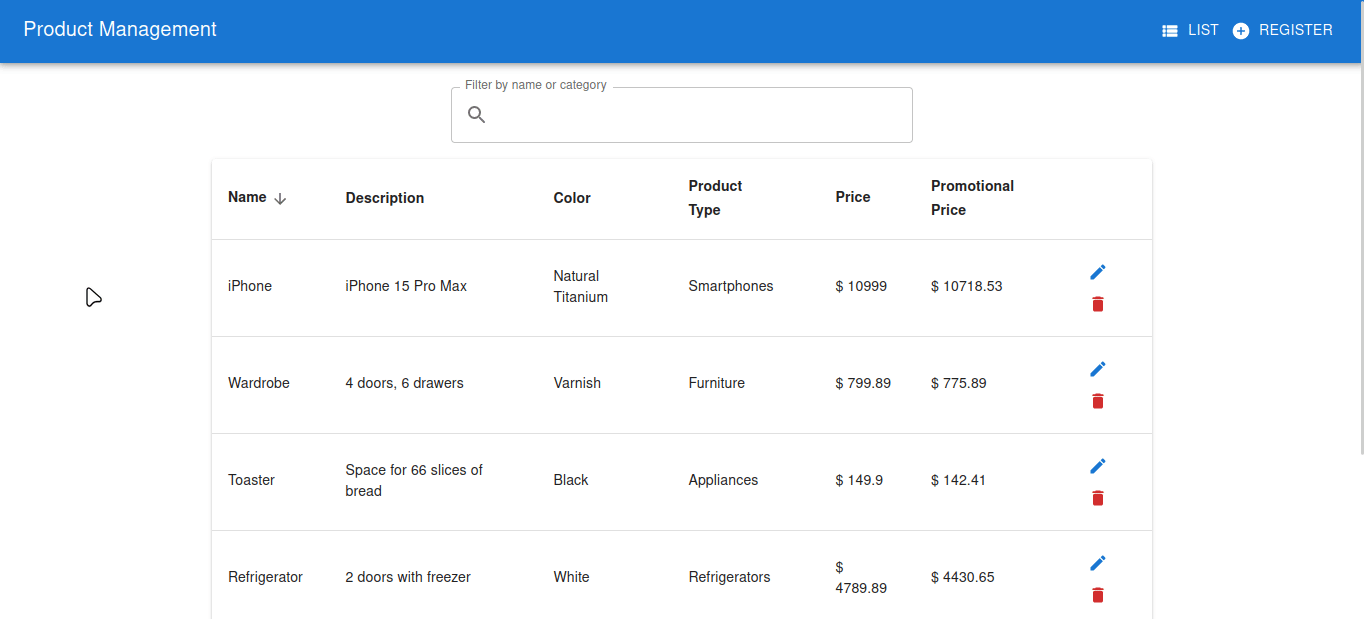 Product Management
LIST
REGISTER
Filter by name or category
Name Description Color Product Type Price Promotional Price
iPhone iPhone 15 Pro Max Natural Titanium Smartphones $ 10999 $ 10718.53
Wardrobe 4 doors, 6 drawers Varnish Furniture $ 799.89 $ 775.89
Toaster Space for 66 slices of bread Black Appliances $ 149.9 $ 142.41
Refrigerator 2 doors with freezer White Refrigerators $ 4789.89 $ 4430.65